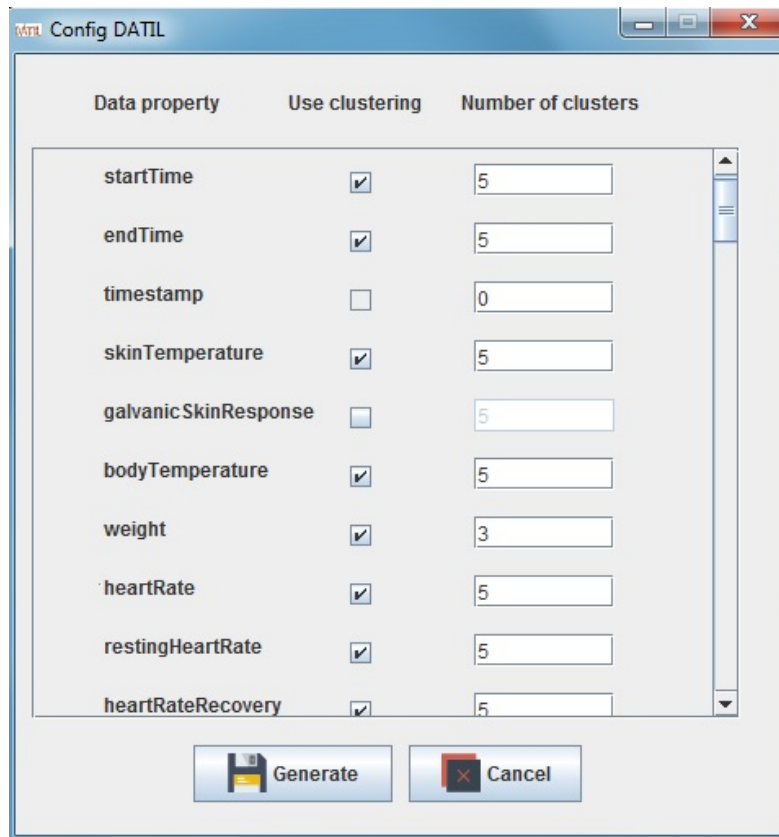 DATIL Config DATIL
Data property Use clustering Number of clusters
startTime 5
endTime 5
timestamp 0
skinTemperature 5
galvanicSkinResponse 5
bodyTemperature 5
weight 3
heartRate 5
restingHeartRate 5
heartRateRecovery 5
Generate Cancel